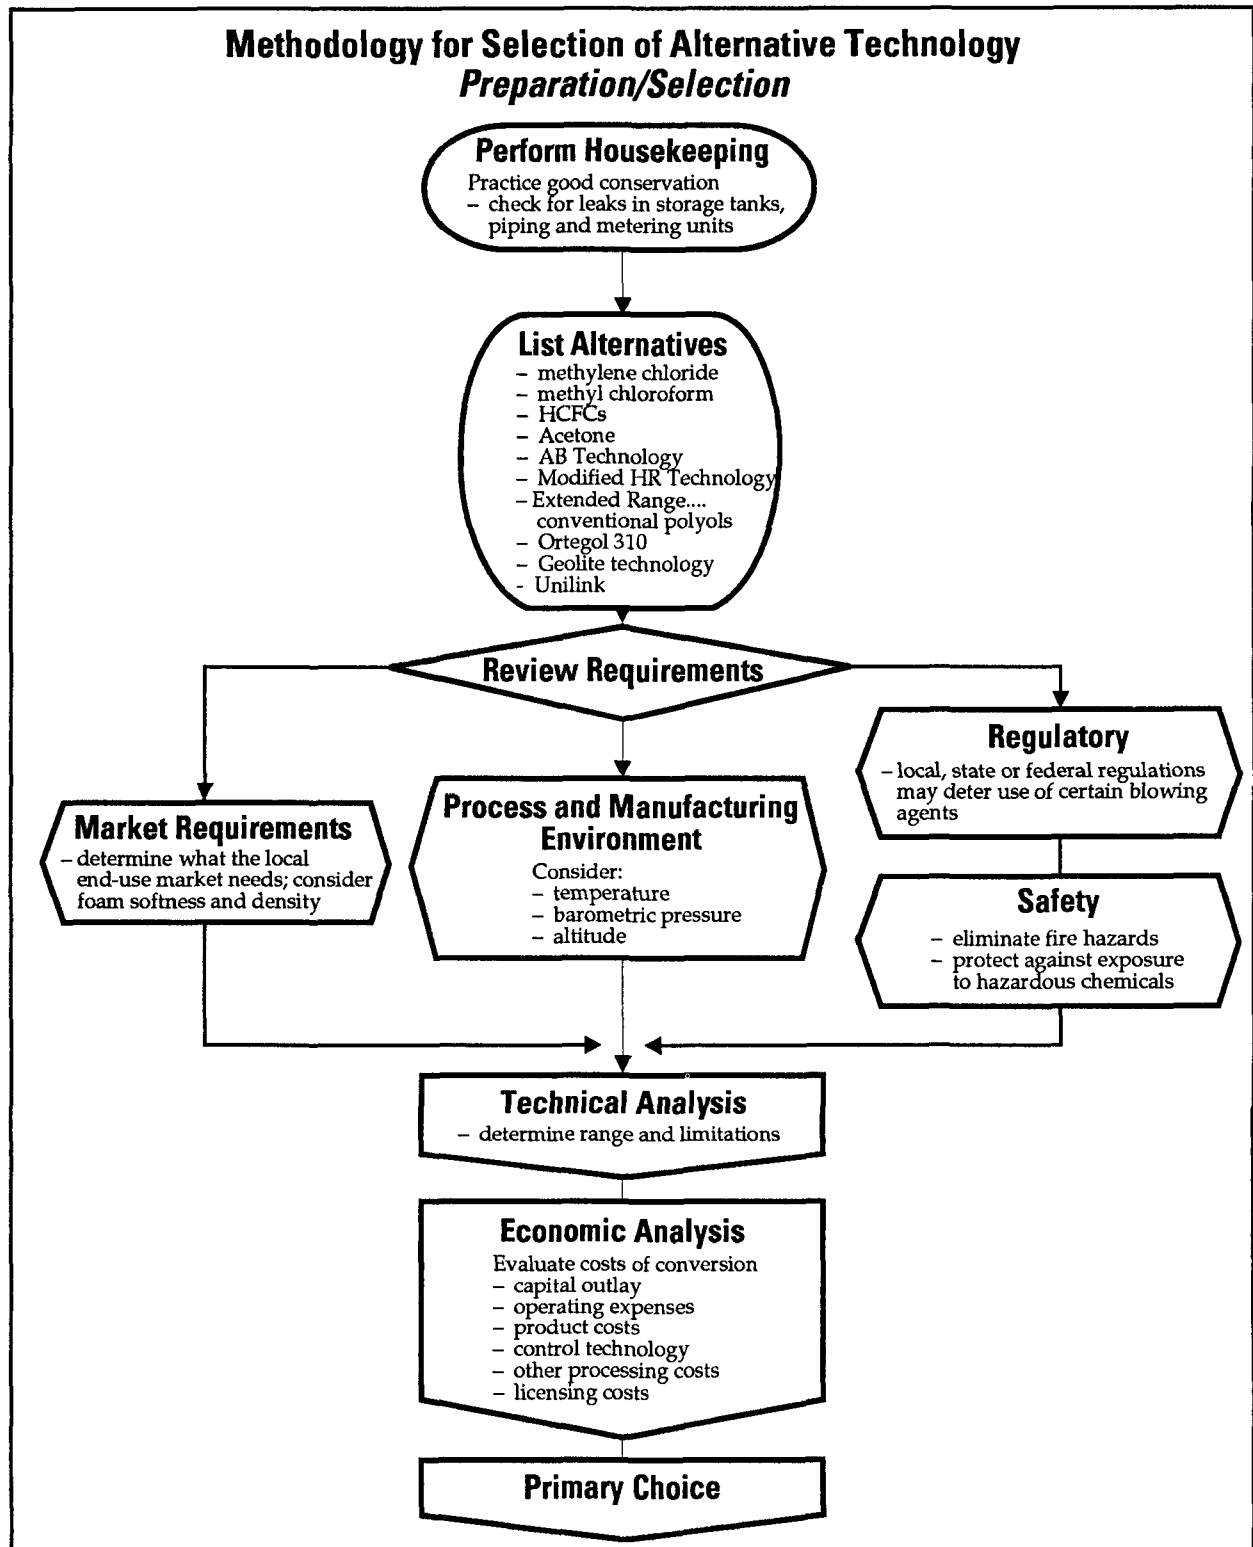 Methodology for Selection of Alternative Technology
Preparation/Selection
Perform Housekeeping
Practice good conservation
– check for leaks in storage tanks,
piping and metering units
List Alternatives
– methylene chloride
– methyl chloroform
– HCFCs
– Acetone
– AB Technology
– Modified HR Technology
– Extended Range....
conventional polyols
– Ortegol 310
– Geolite technology
- Unilink
Review Requirements
Market Requirements
– determine what the local
end-use market needs; consider
foam softness and density
Process and Manufacturing
Environment
Consider:
– temperature
– barometric pressure
– altitude
Regulatory
– local, state or federal regulations
may deter use of certain blowing
agents
Safety
– eliminate fire hazards
– protect against exposure
to hazardous chemicals
Technical Analysis
– determine range and limitations
Economic Analysis
Evaluate costs of conversion
– capital outlay
– operating expenses
– product costs
– control technology
– other processing costs
– licensing costs
Primary Choice